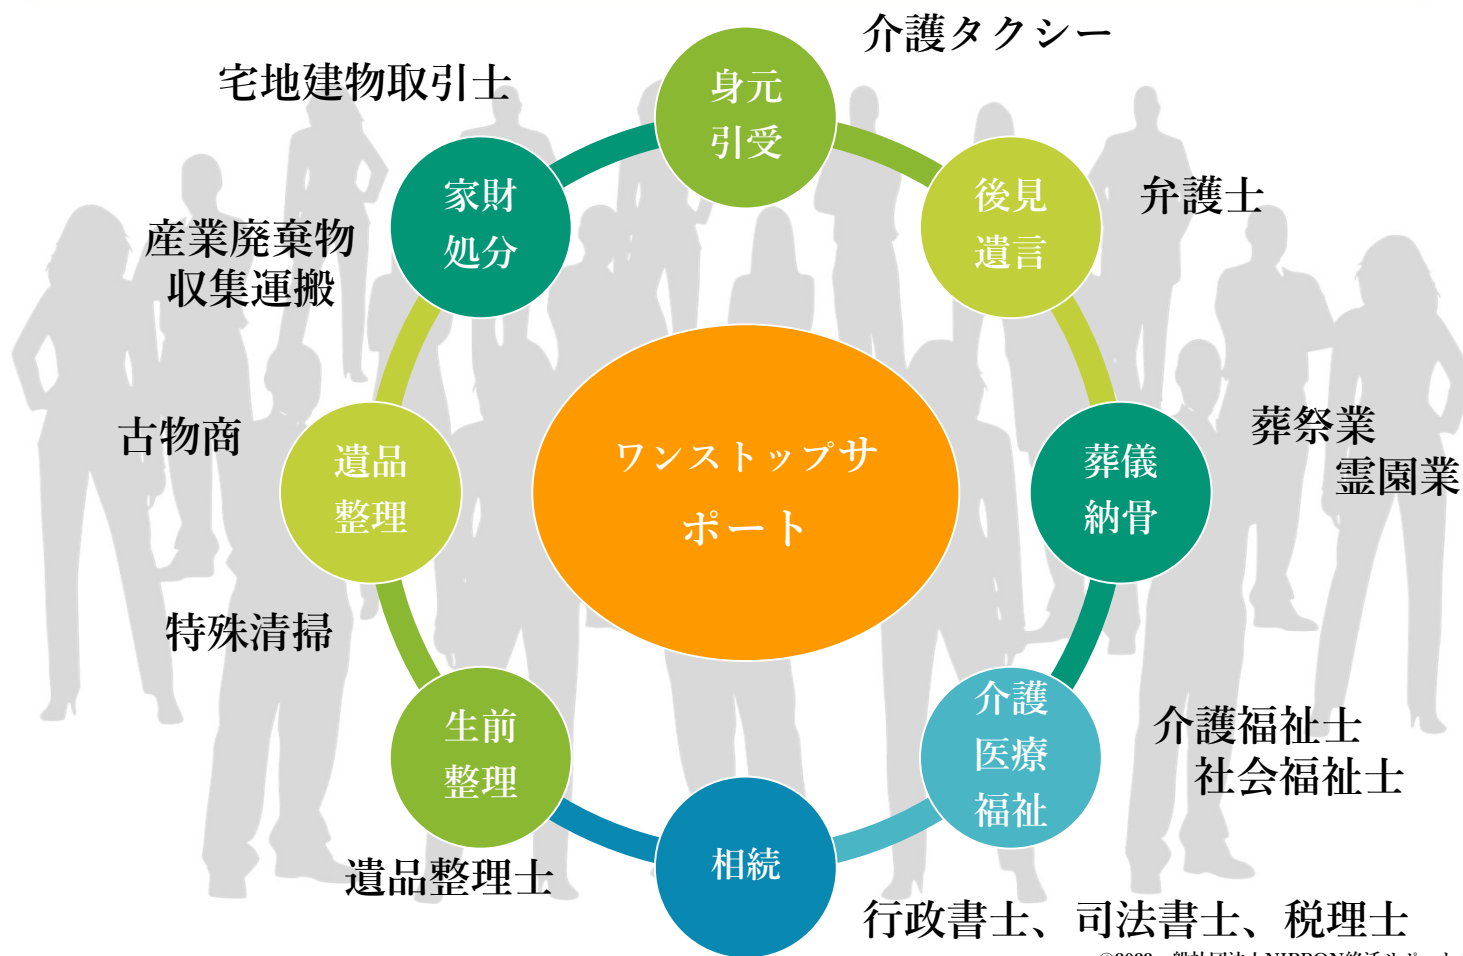 介護タクシー
宅地建物取引士
身元
引受
家財
処分
後見
遺言
弁護士
産業廃棄物
収集運搬
古物商
遺品
整理
ワンストップサ
ポート
葬儀
納骨
葬祭業
霊園業
特殊清掃
生前
整理
介護
医療
福祉
介護福祉士
社会福祉士
遺品整理士
相続
行政書士、司法書士、税理士